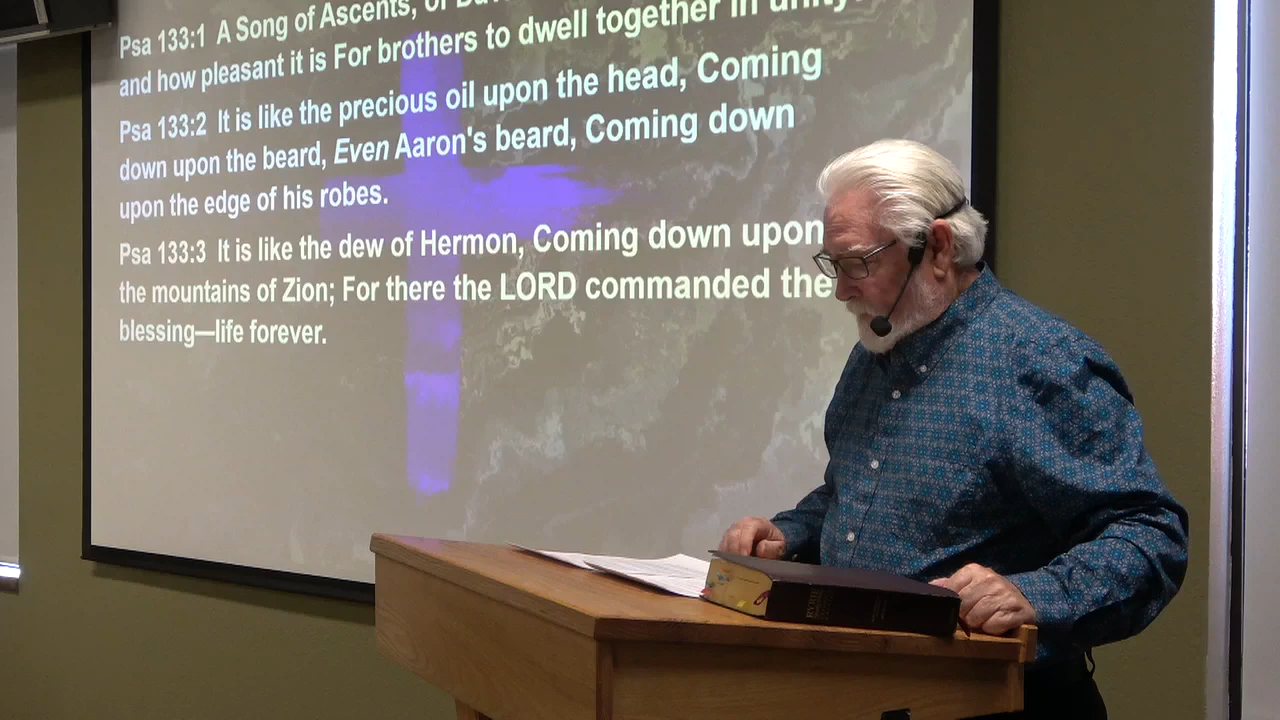 Psa 133:1 A Song of Ascents, of
and how pleasant it is For brothers to dwell together in unity!
Psa 133:2 It is like the precious oil upon the head, Coming
down upon the beard, Even Aaron's beard, Coming down
upon the edge of his robes.
Psa 133:3 It is like the dew of Hermon, Coming down upon
the mountains of Zion; For there the LORD commanded the
blessing—life forever.